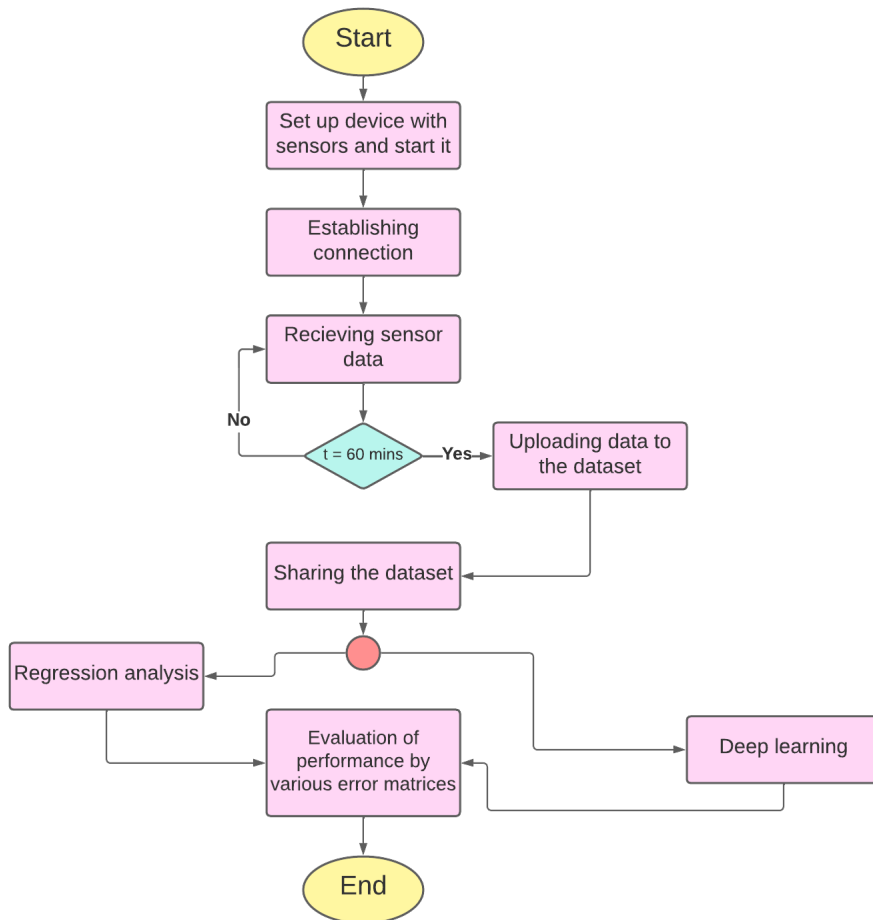 Start
Set up device with
sensors and start it
Establishing
connection
Recieving sensor
data
No
t = 60 mins
Yes
Uploading data to
the dataset
Sharing the dataset
Regression analysis
Evaluation of
performance by
various error matrices
Deep learning
End